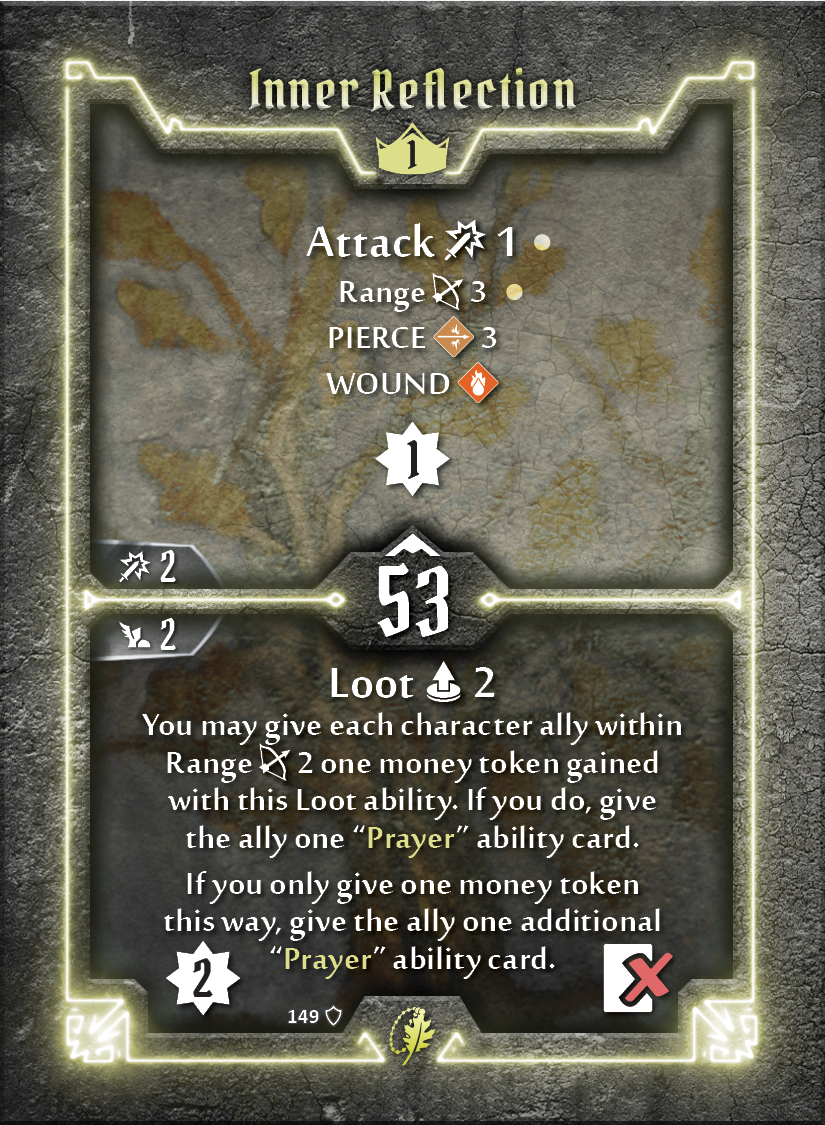 Inner Reflection
1
Attack 1
Range 3
PIERCE 3
WOUND
1
2
53
2
Loot 2
You may give each character ally within
Range 2 one money token gained
with this Loot ability. If you do, give
the ally one “Prayer” ability card.
If you only give one money token
this way, give the ally one additional
“Prayer” ability card.
2
149